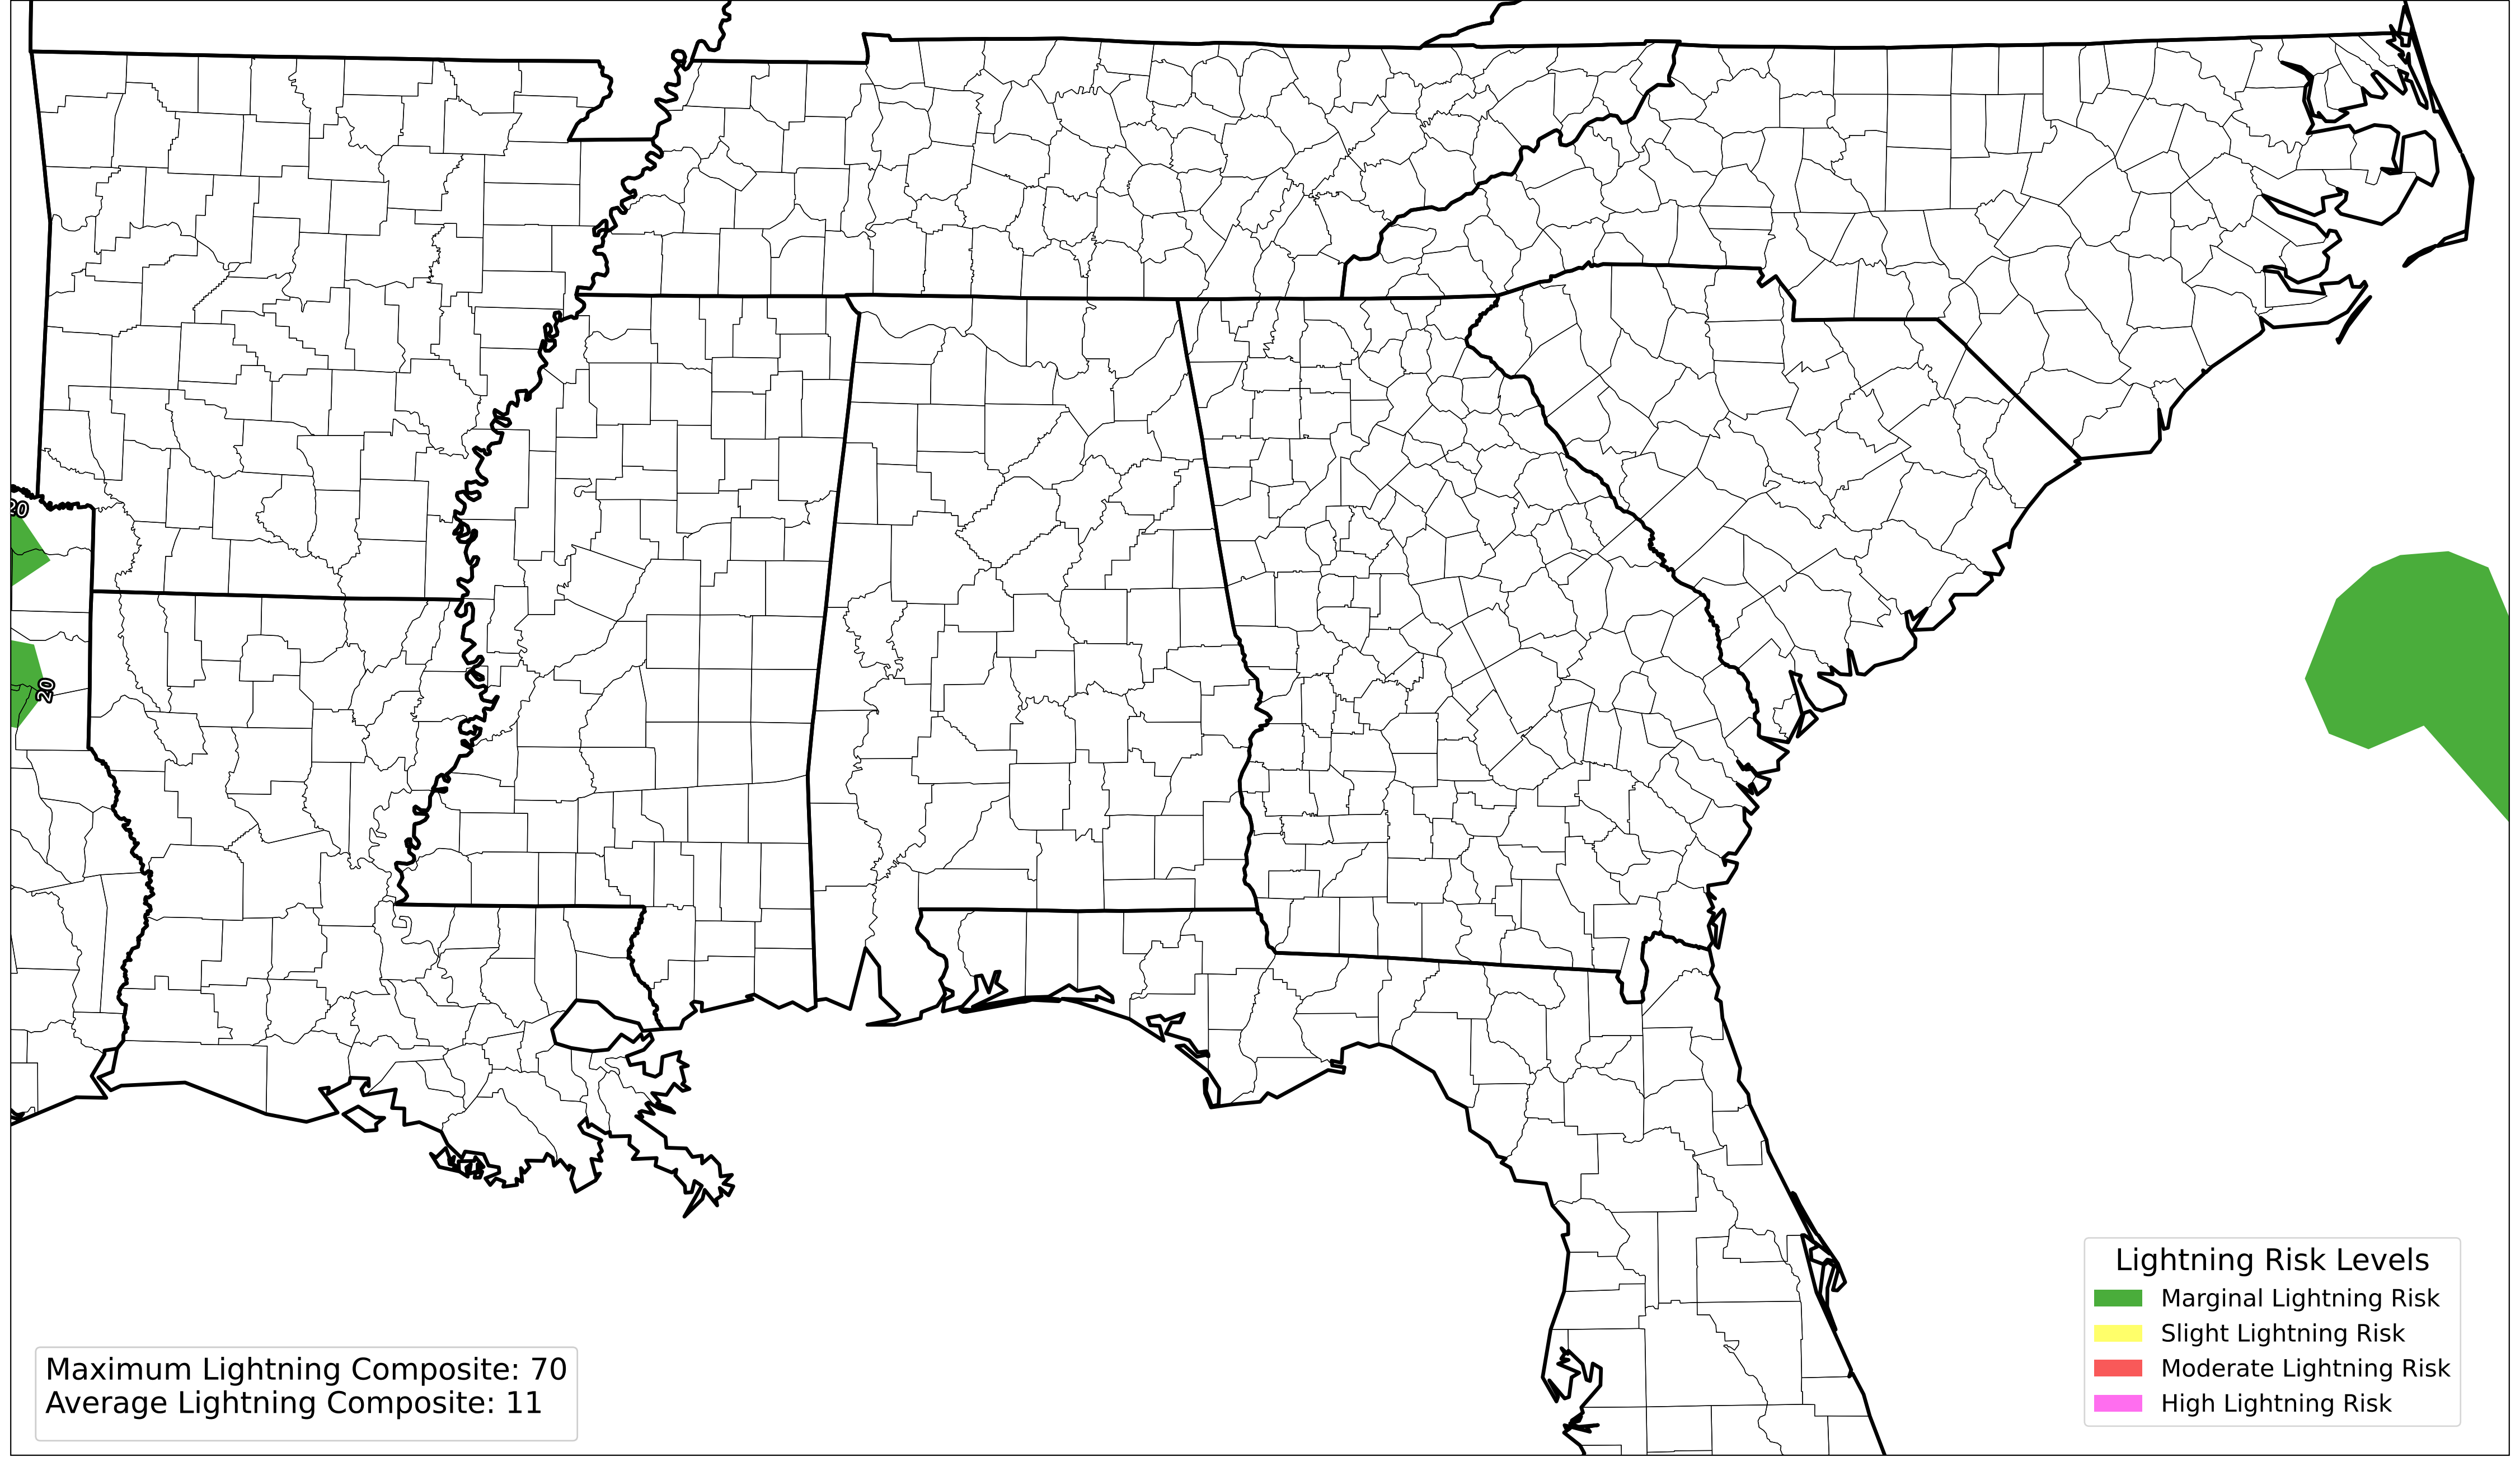 20
20
Lightning Risk Levels
Marginal Lightning Risk
Slight Lightning Risk
Moderate Lightning Risk
High Lightning Risk
Maximum Lightning Composite: 70
Average Lightning Composite: 11